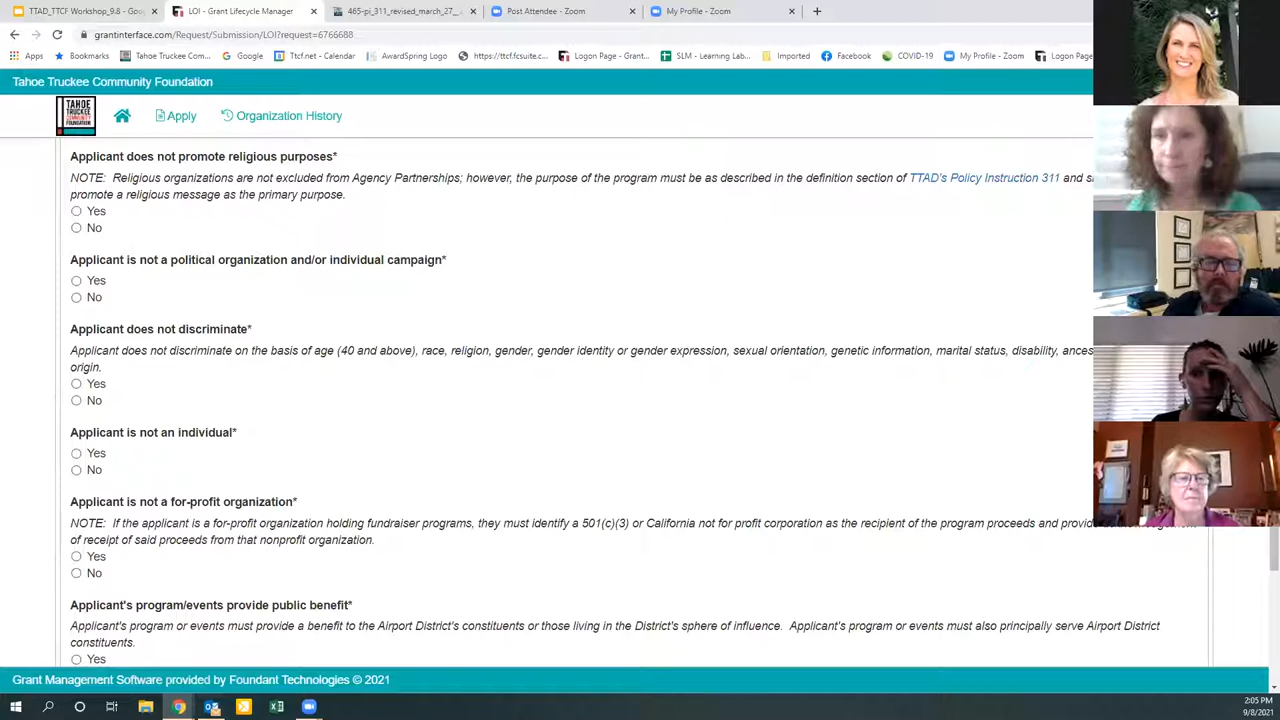 TTAD_TTCF Workshop_9.8 - Goo
LOI - Grant Lifecycle Manager
465-pi_311_revised_march_27_
Post Attendee - Zoom
My Profile - Zoom
grantinterface.com/Request/Submission/LOI?request=6766688
Apps
Bookmarks
Tahoe Truckee Com...
Google
Ttcf.net - Calendar
AwardSpring Logo
https://ttcf.fcsuite.c...
Logon Page - Grant...
SLM - Learning Lab...
Imported
Facebook
COVID-19
My Profile - Zoom
Logon Page
Tahoe Truckee Community Foundation
TAHOE
TRUCKEE
COMMUNITY
FOUNDATION
Apply
Organization History
Applicant does not promote religious purposes*
NOTE: Religious organizations are not excluded from Agency Partnerships; however, the purpose of the program must be as described in the definition section of TTAD's Policy Instruction 311 and s
promote a religious message as the primary purpose.
Yes
No
Applicant is not a political organization and/or individual campaign*
Yes
No
Applicant does not discriminate*
Applicant does not discriminate on the basis of age (40 and above), race, religion, gender, gender identity or gender expression, sexual orientation, genetic information, marital status, disability, ances
origin.
Yes
No
Applicant is not an individual*
Yes
No
Applicant is not a for-profit organization*
NOTE: If the applicant is a for-profit organization holding fundraiser programs, they must identify a 501(c)(3) or California not for profit corporation as the recipient of the program proceeds and provide
of receipt of said proceeds from that nonprofit organization.
Yes
No
Applicant's program/events provide public benefit*
Applicant's program or events must provide a benefit to the Airport District's constituents or those living in the District's sphere of influence. Applicant's program or events must also principally serve Airport District
constituents.
Yes
Grant Management Software provided by Foundant Technologies © 2021
2:05 PM
9/8/2021